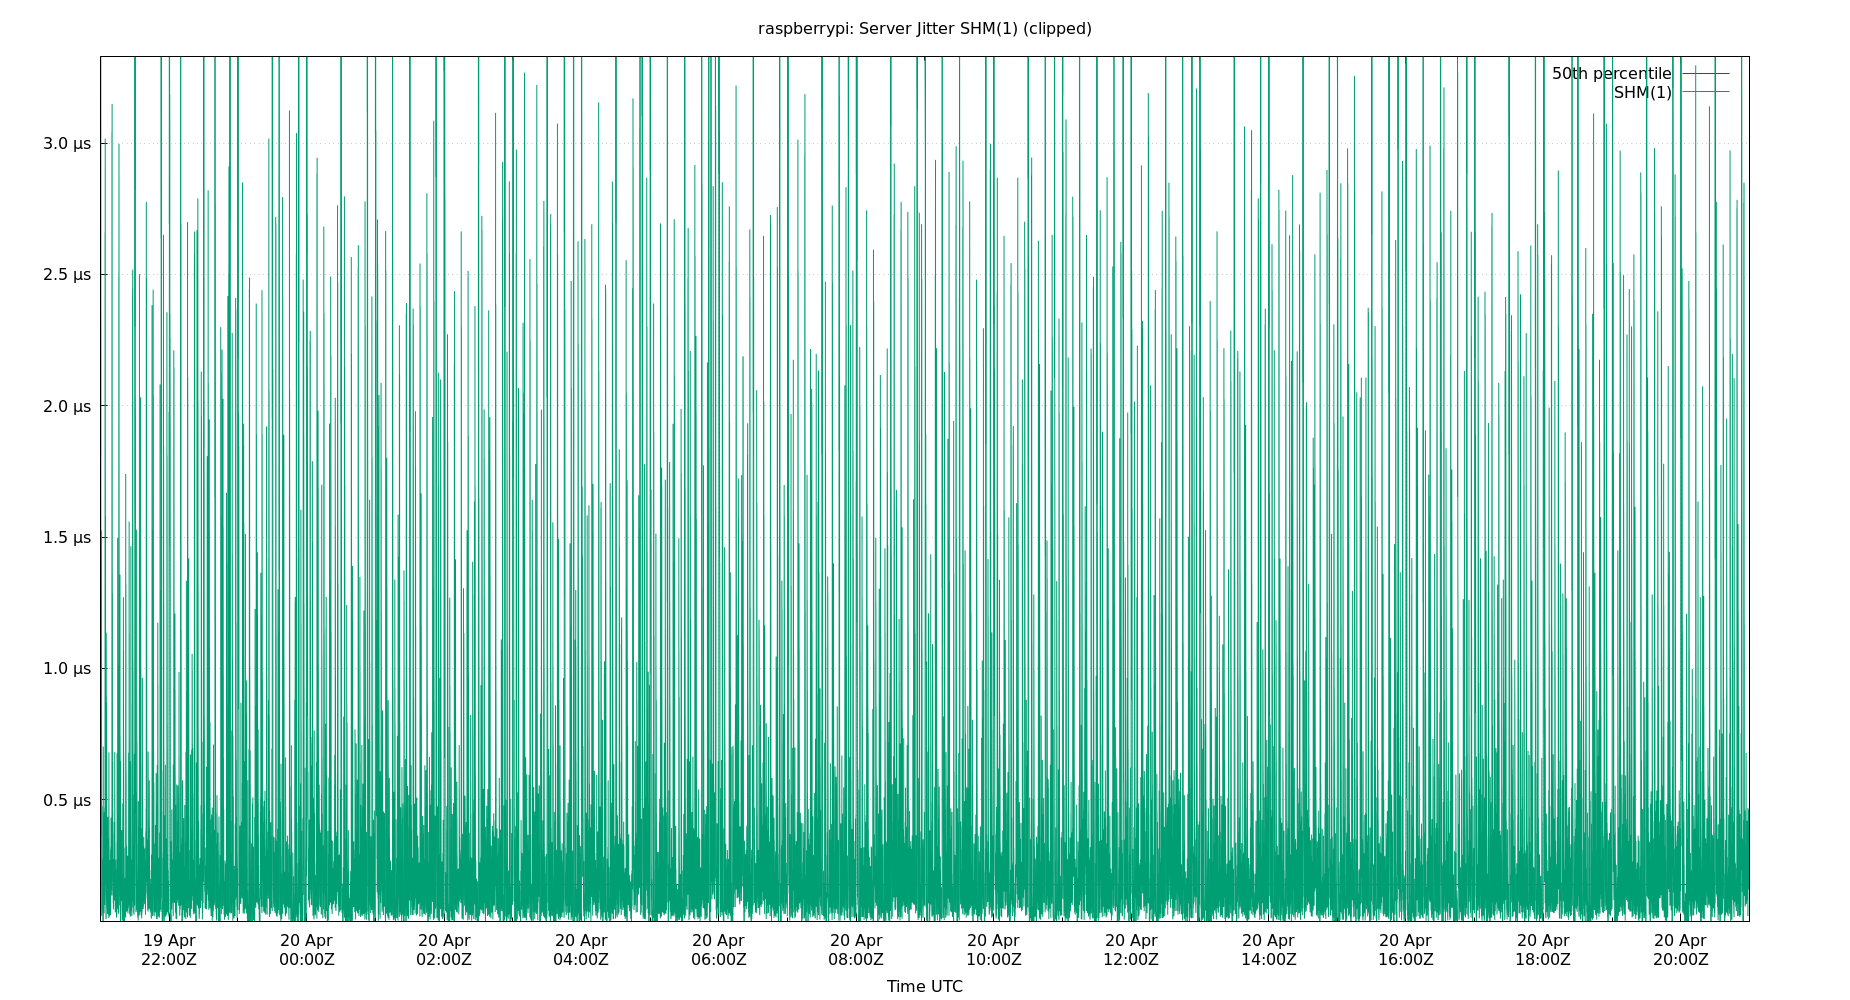 raspberrypi: Server Jitter SHM(1) (clipped)
50th percentile
SHM(1)
3.0 µs
2.5 µs
2.0 µs
1.5 µs
1.0 µs
0.5 µs
19 Apr 20 Apr 20 Apr 20 Apr 20 Apr 20 Apr 20 Apr 20 Apr 20 Apr 20 Apr 20 Apr 20 Apr
22:00Z 00:00Z 02:00Z 04:00Z 06:00Z 08:00Z 10:00Z 12:00Z 14:00Z 16:00Z 18:00Z 20:00Z
Time UTC